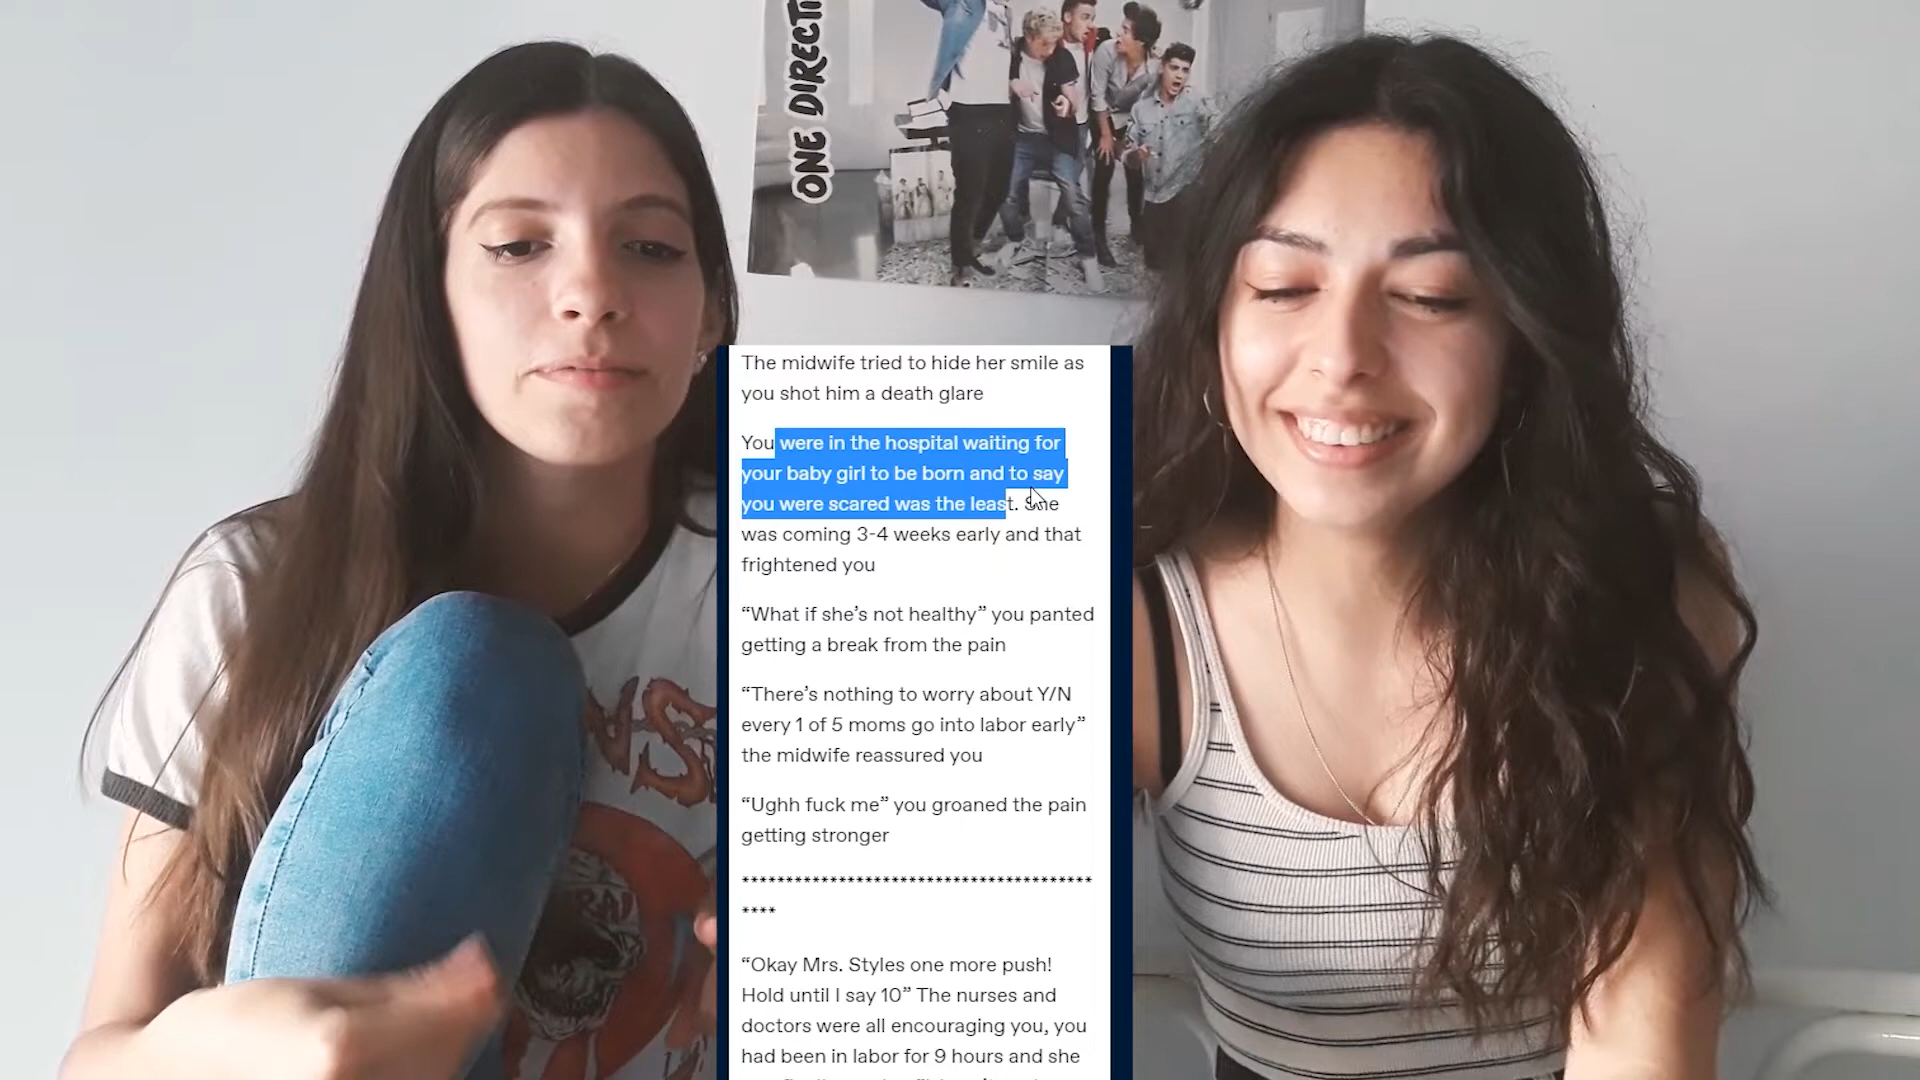 ONE DIRECTI
The midwife tried to hide her smile as
you shot him a death glare
You were in the hospital waiting for
your baby girl to be born and to say
you were scared was the least. She
was coming 3-4 weeks early and that
frightened you
“What if she’s not healthy” you panted
getting a break from the pain
“There’s nothing to worry about Y/N
every 1 of 5 moms go into labor early”
the midwife reassured you
“Ughh fuck me” you groaned the pain
getting stronger
****************************************
****
“Okay Mrs. Styles one more push!
Hold until I say 10” The nurses and
doctors were all encouraging you, you
had been in labor for 9 hours and she